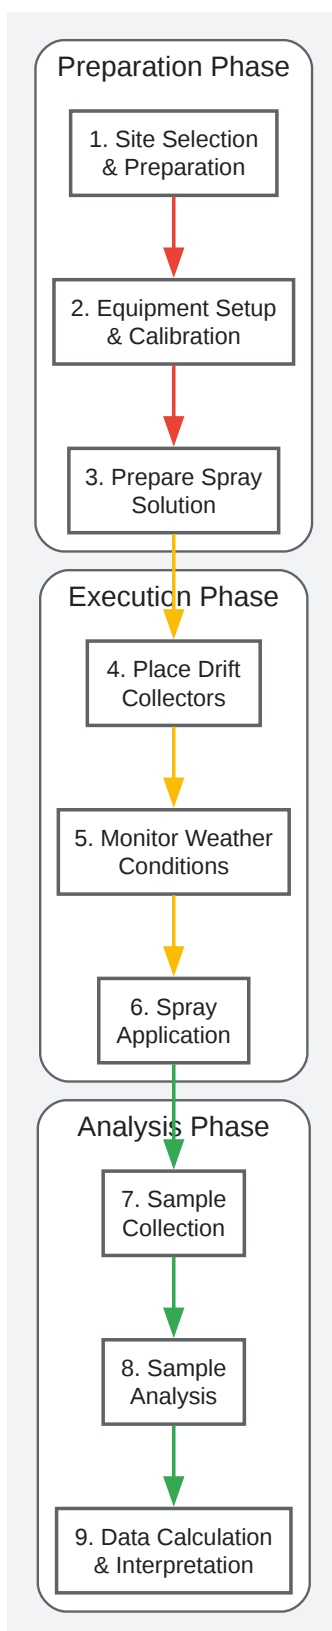 Preparation Phase
1. Site Selection
& Preparation
2. Equipment Setup
& Calibration
3. Prepare Spray
Solution
Execution Phase
4. Place Drift
Collectors
5. Monitor Weather
Conditions
6. Spray
Application
Analysis Phase
7. Sample
Collection
8. Sample
Analysis
9. Data Calculation
& Interpretation